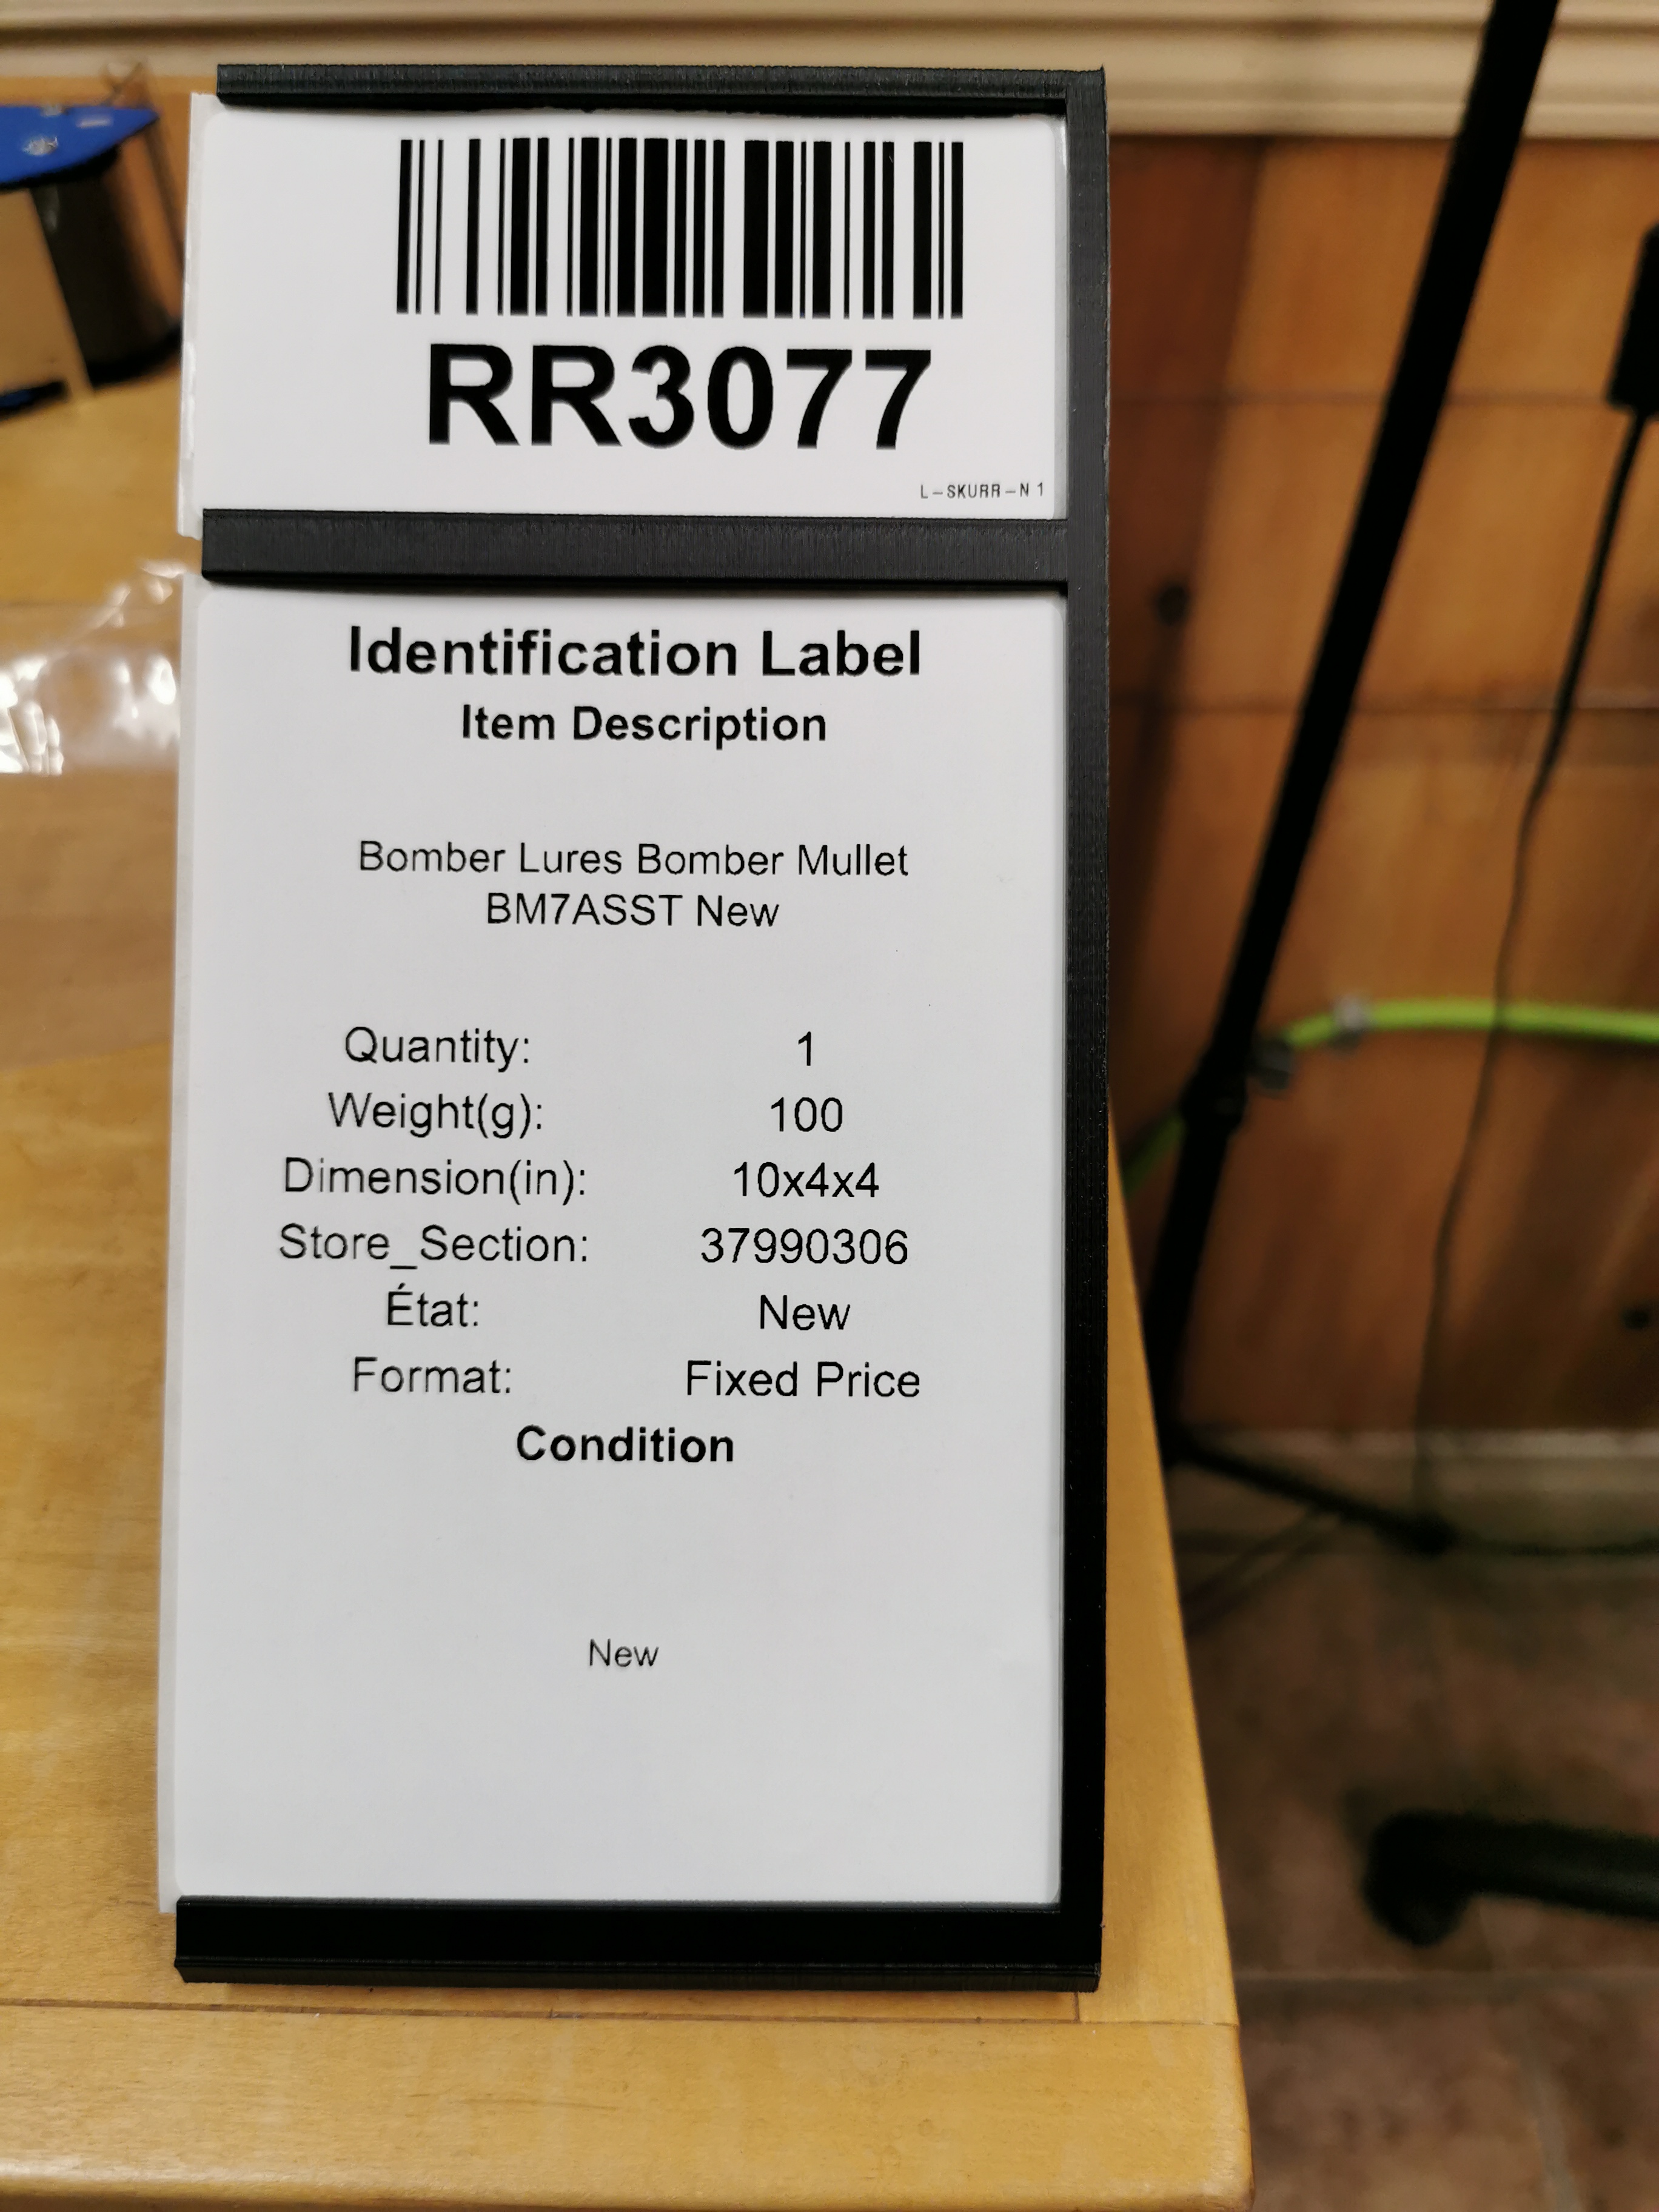 RR3077
L-SKURR-N 1
Identification Label
Item Description
Bomber Lures Bomber Mullet
BM7ASST New
Quantity: 1
Weight(g): 100
Dimension(in): 10x4x4
Store_Section: 37990306
État: New
Format: Fixed Price
Condition
New